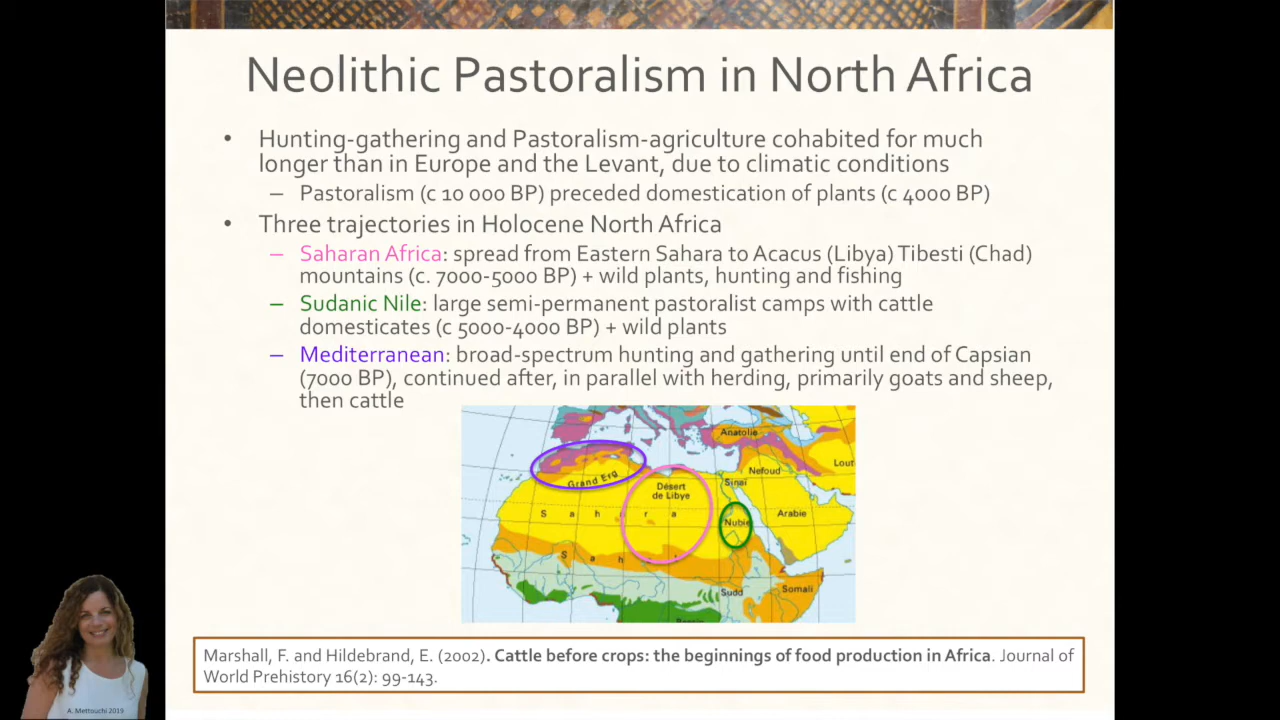 Neolithic Pastoralism in North Africa
• Hunting-gathering and Pastoralism-agriculture cohabited for much
longer than in Europe and the Levant, due to climatic conditions
– Pastoralism (c 10 000 BP) preceded domestication of plants (c 4000 BP)
• Three trajectories in Holocene North Africa
– Saharan Africa: spread from Eastern Sahara to Acacus (Libya) Tibesti (Chad)
mountains (c. 7000-5000 BP) + wild plants, hunting and fishing
– Sudanic Nile: large semi-permanent pastoralist camps with cattle
domesticates (c 5000-4000 BP) + wild plants
– Mediterranean: broad-spectrum hunting and gathering until end of Capsian
(7000 BP), continued after, in parallel with herding, primarily goats and sheep,
then cattle
Anatolie
Lout
Nefoud
Grand Erg
Désert
de Libye
Sinaï
Sahara
Nubie
Arabie
Sah
Sudd
Somali
Marshall, F. and Hildebrand, E. (2002). Cattle before crops: the beginnings of food production in Africa. Journal of
World Prehistory 16(2): 99-143.
A. Mettouchi 2019